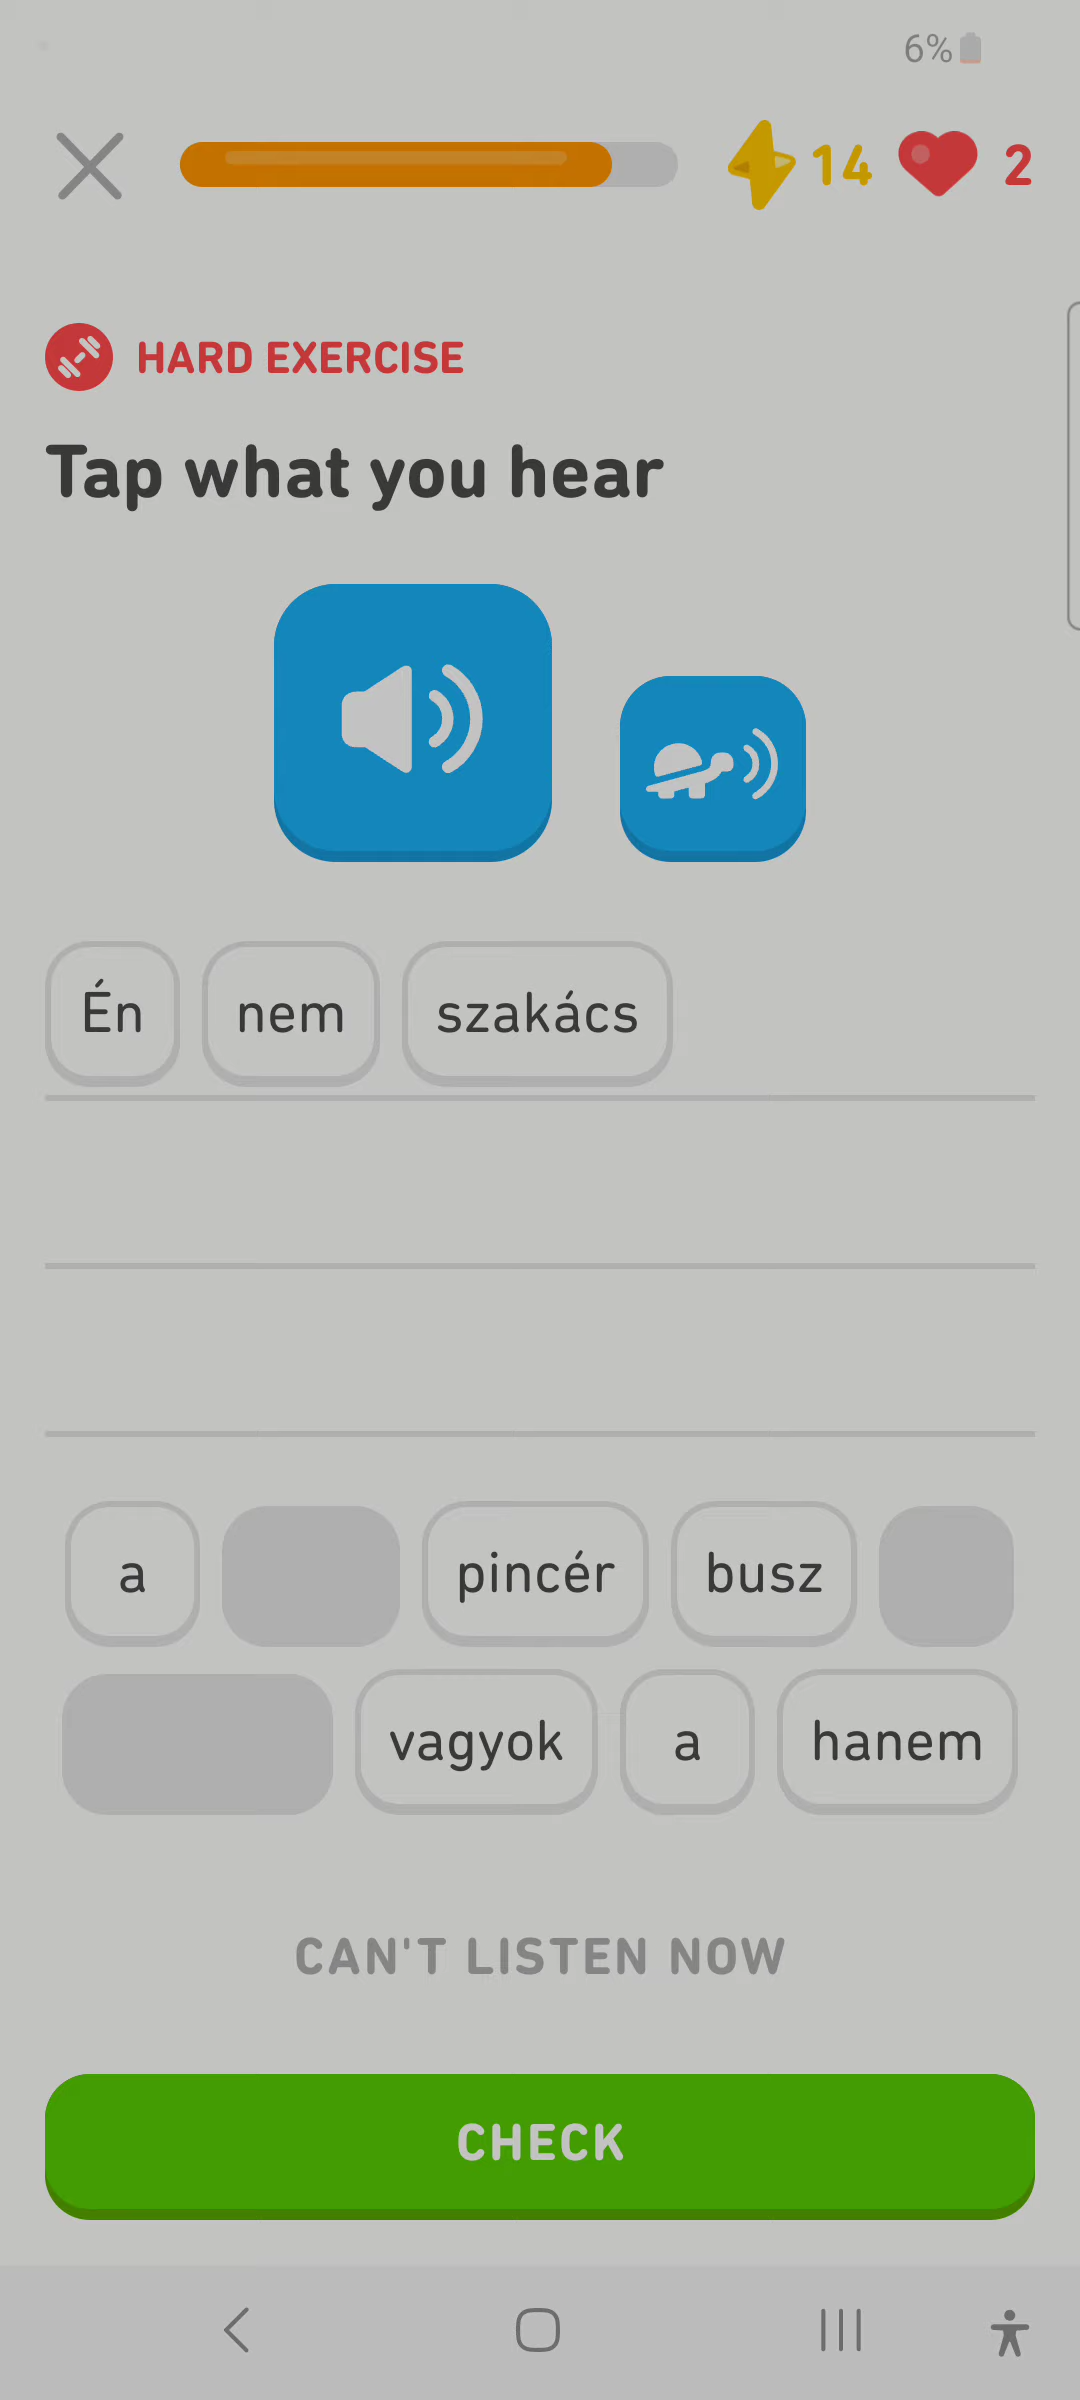 6%
14 2
HARD EXERCISE
Tap what you hear
Én nem szakács
a pincér busz
vagyok a hanem
CAN'T LISTEN NOW
CHECK